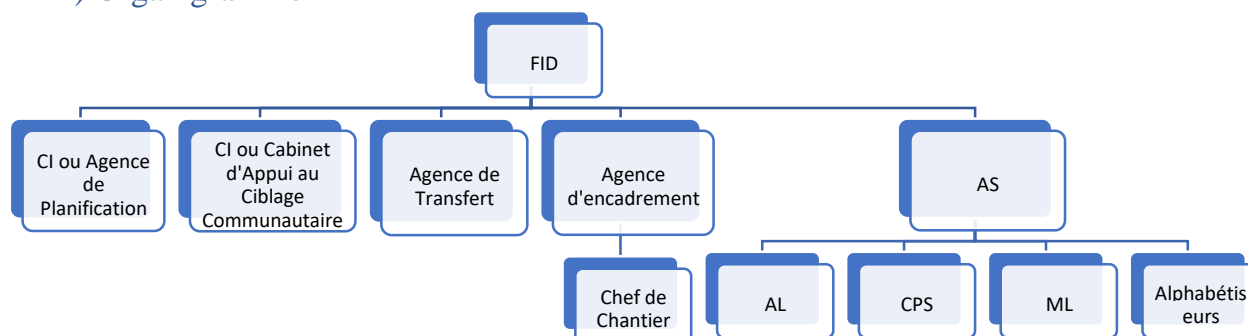 FID
CI ou Agence
de
Planification
CI ou Cabinet
d'Appui au
Ciblage
Communautaire
Agence de
Transfert
Agence
d'encadrement
AS
Chef de
Chantier
AL
CPS
ML
Alphabétis
eurs